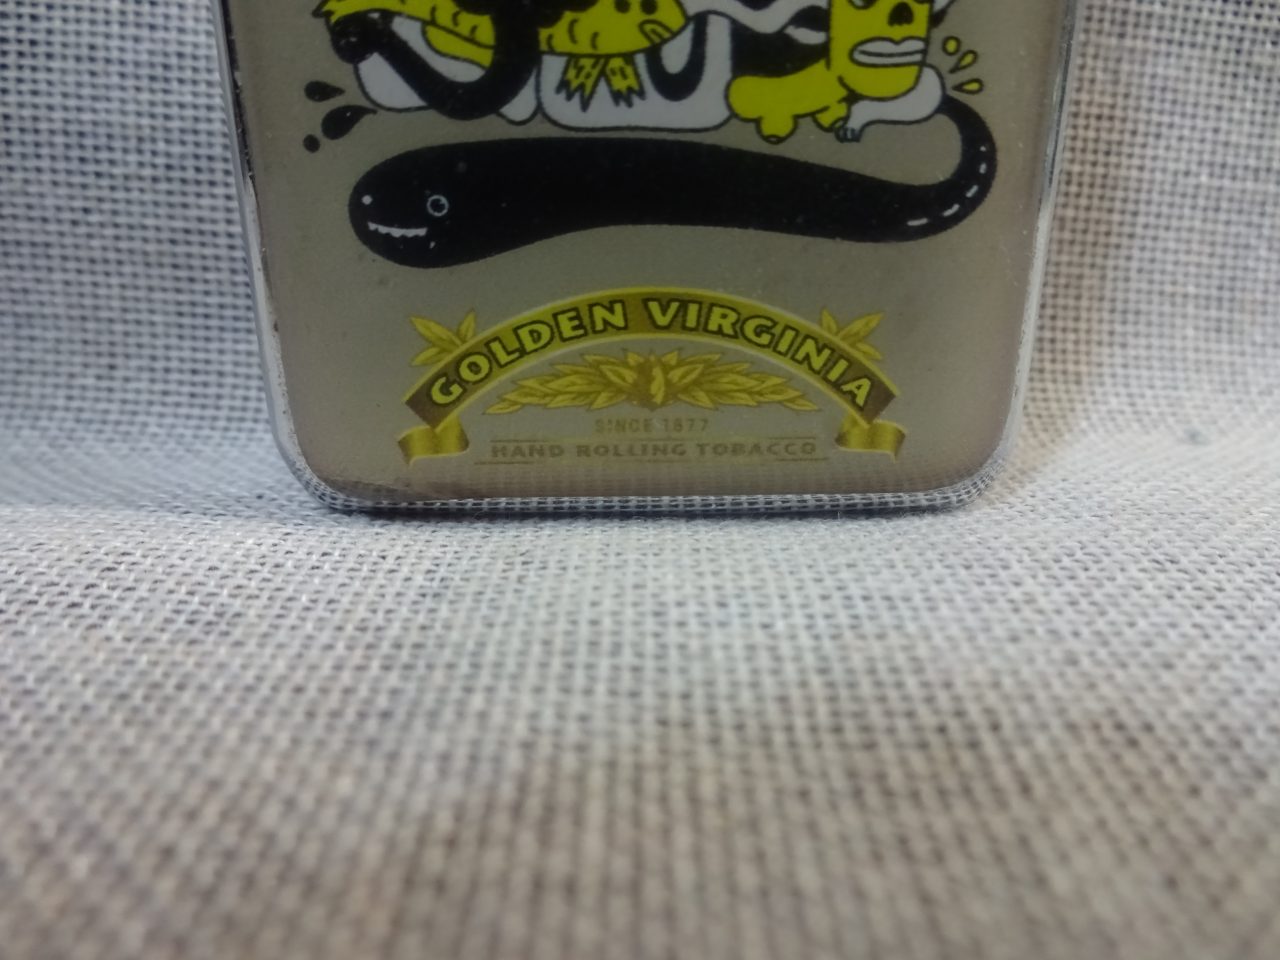 GOLDEN VIRGINIA
SINCE 1877
HAND ROLLING TOBACCO